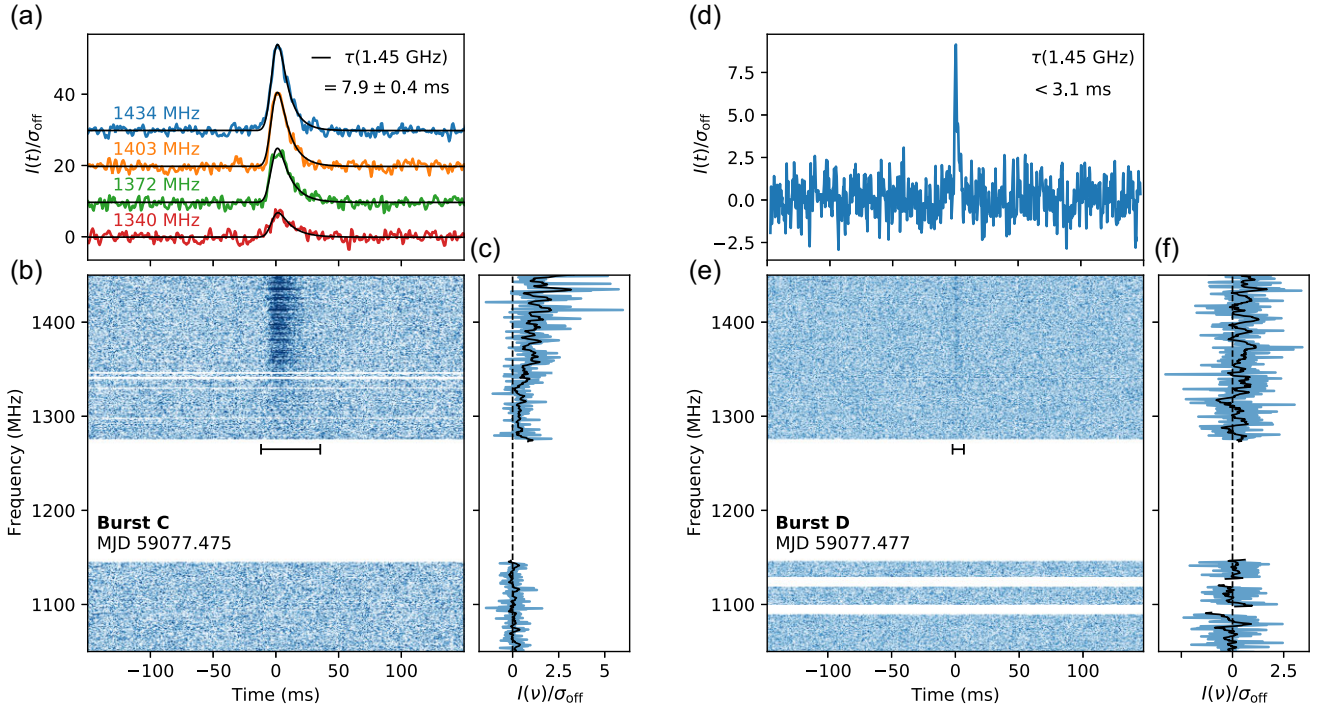 (a)
I(t)/σoff
40
20
0
1434 MHz
1403 MHz
1372 MHz
1340 MHz
τ(1.45 GHz)
= 7.9 ± 0.4 ms
(b)
Frequency (MHz)
1400
1300
1200
1100
Burst C
MJD 59077.475
−100
−50
0
50
100
Time (ms)
(c)
0
2.5
5
I(ν)/σoff
(d)
I(t)/σoff
7.5
5.0
2.5
0.0
−2.5
τ(1.45 GHz)
< 3.1 ms
(e)
Frequency (MHz)
1400
1300
1200
1100
Burst D
MJD 59077.477
−100
−50
0
50
100
Time (ms)
(f)
0
2.5
I(ν)/σoff